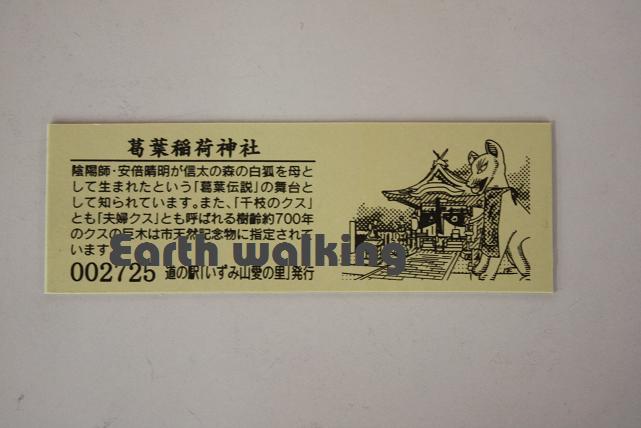 葛葉稲荷神社
陰陽師・安倍晴明が信太の森の白狐を母と
して生まれたという「葛葉伝説」の舞台と
して知られています。また、「千枝のクス」
とも「夫婦クス」とも呼ばれる樹齢約700年
のクスの巨木は市天然記念物に指定されて
います。
Earth walking
002725 道の駅「いずみ山愛の里」発行